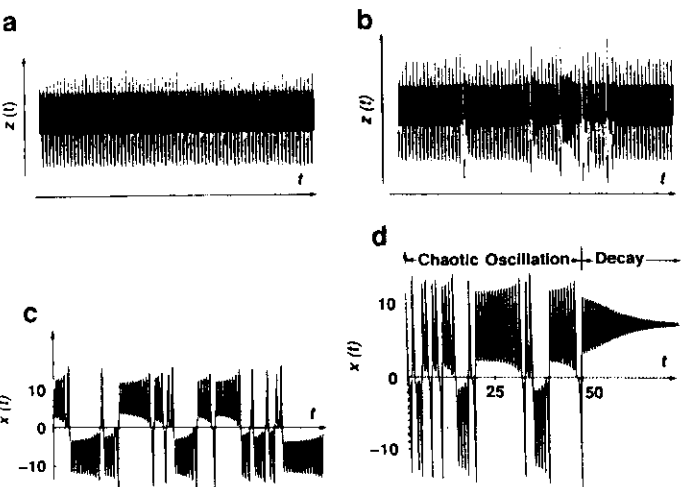 a
z (t)
t
b
z (t)
t
c
10
x (t)
0
-10
t
d
Chaotic Oscillation
Decay
10
x (t)
0
25
50
t
-10